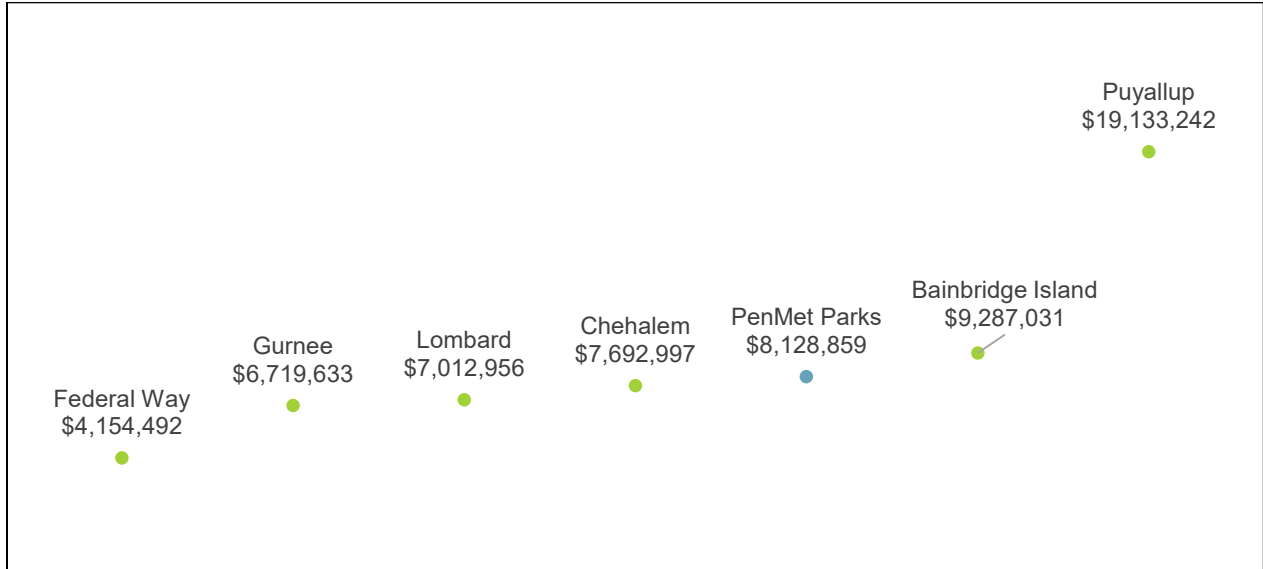 Puyallup
$19,133,242
Bainbridge Island
$9,287,031
PenMet Parks
$8,128,859
Chehalem
$7,692,997
Lombard
$7,012,956
Gurnee
$6,719,633
Federal Way
$4,154,492